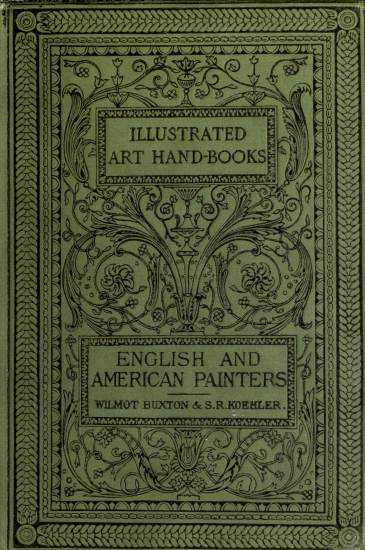 ILLUSTRATED
ART HAND-BOOKS
ENGLISH AND
AMERICAN PAINTERS
WILMOT BUXTON & S.R. KOEHLER.